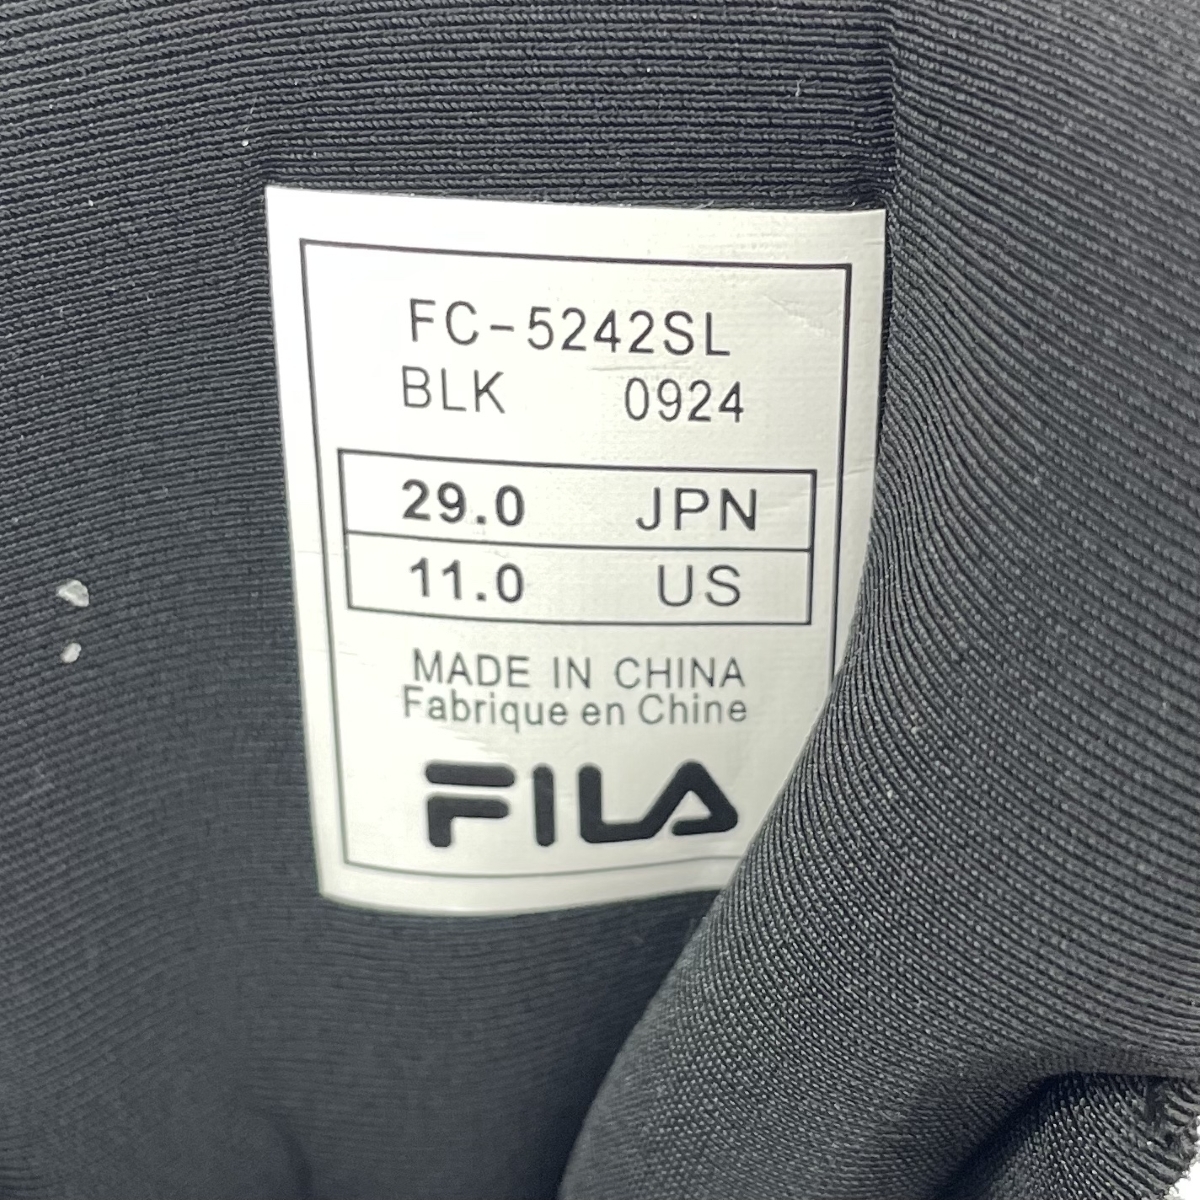 FC-5242SL
BLK 0924
29.0 JPN
11.0 US
MADE IN CHINA
Fabrique en Chine
FILA